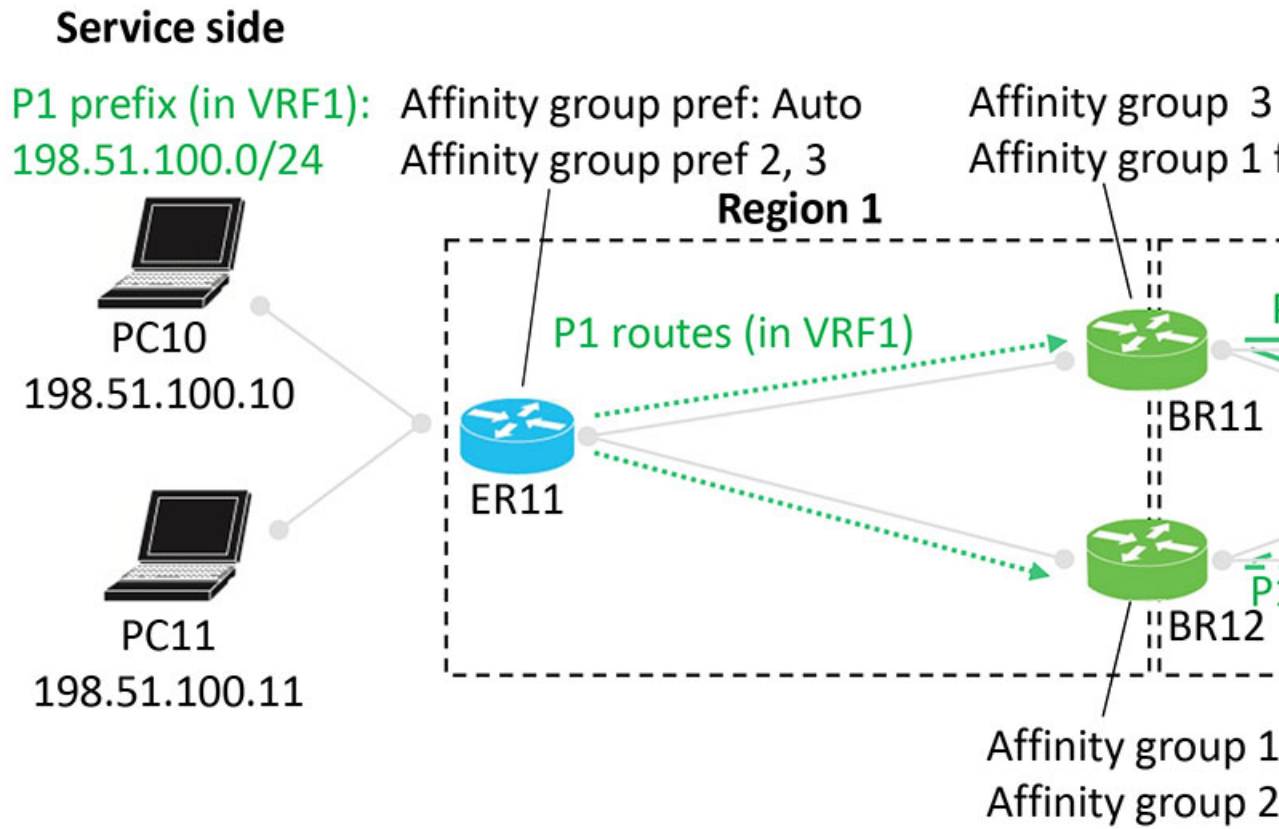 Service side
P1 prefix (in VRF1):
198.51.100.0/24
Affinity group pref: Auto
Affinity group pref 2, 3
Affinity group 3
Affinity group 1
Region 1
P1 routes (in VRF1)
PC10
198.51.100.10
ER11
BR11
PC11
198.51.100.11
BR12
Affinity group 1
Affinity group 2